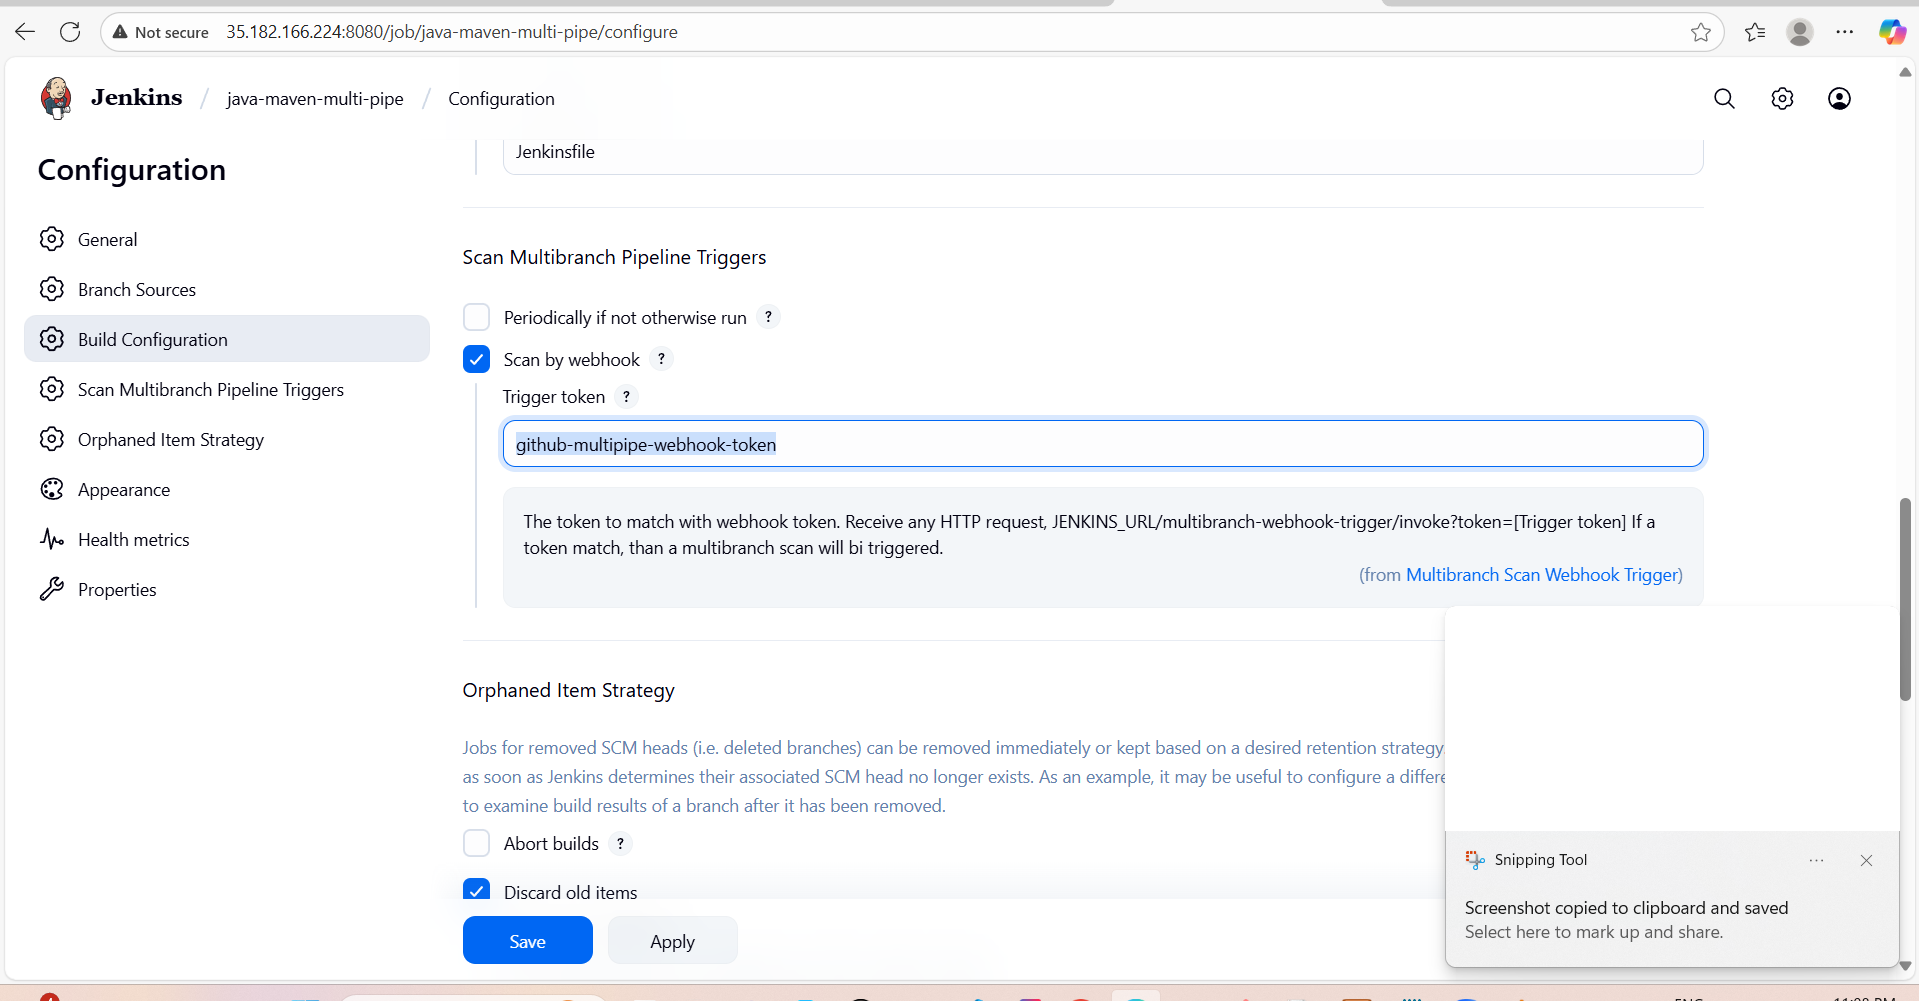 Not secure 35.182.166.224:8080/job/java-maven-multi-pipe/configure
Jenkins / java-maven-multi-pipe / Configuration
Configuration
General
Branch Sources
Build Configuration
Scan Multibranch Pipeline Triggers
Orphaned Item Strategy
Appearance
Health metrics
Properties
Jenkinsfile
Scan Multibranch Pipeline Triggers
Periodically if not otherwise run ?
Scan by webhook ?
Trigger token ?
github-multipipe-webhook-token
The token to match with webhook token. Receive any HTTP request, JENKINS_URL/multibranch-webhook-trigger/invoke?token=[Trigger token] If a
token match, than a multibranch scan will bi triggered.
(from Multibranch Scan Webhook Trigger)
Orphaned Item Strategy
Jobs for removed SCM heads (i.e. deleted branches) can be removed immediately or kept based on a desired retention strategy
as soon as Jenkins determines their associated SCM head no longer exists. As an example, it may be useful to configure a
to examine build results of a branch after it has been removed.
Abort builds ?
Discard old items
Save
Apply
Snipping Tool
Screenshot copied to clipboard and saved
Select here to mark up and share.